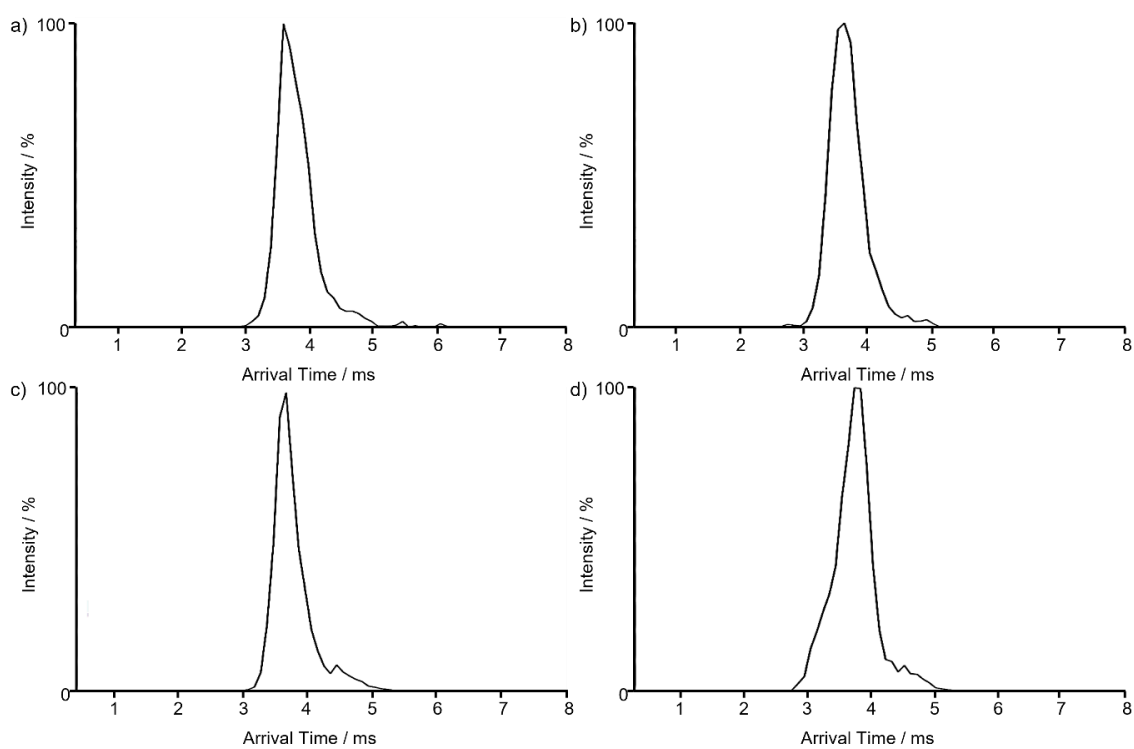 a) 100
Intensity / %
0
1 2 3 4 5 6 7 8
Arrival Time / ms
b) 100
Intensity / %
0
1 2 3 4 5 6 7 8
Arrival Time / ms
c) 100
Intensity / %
0
1 2 3 4 5 6 7 8
Arrival Time / ms
d) 100
Intensity / %
0
1 2 3 4 5 6 7 8
Arrival Time / ms